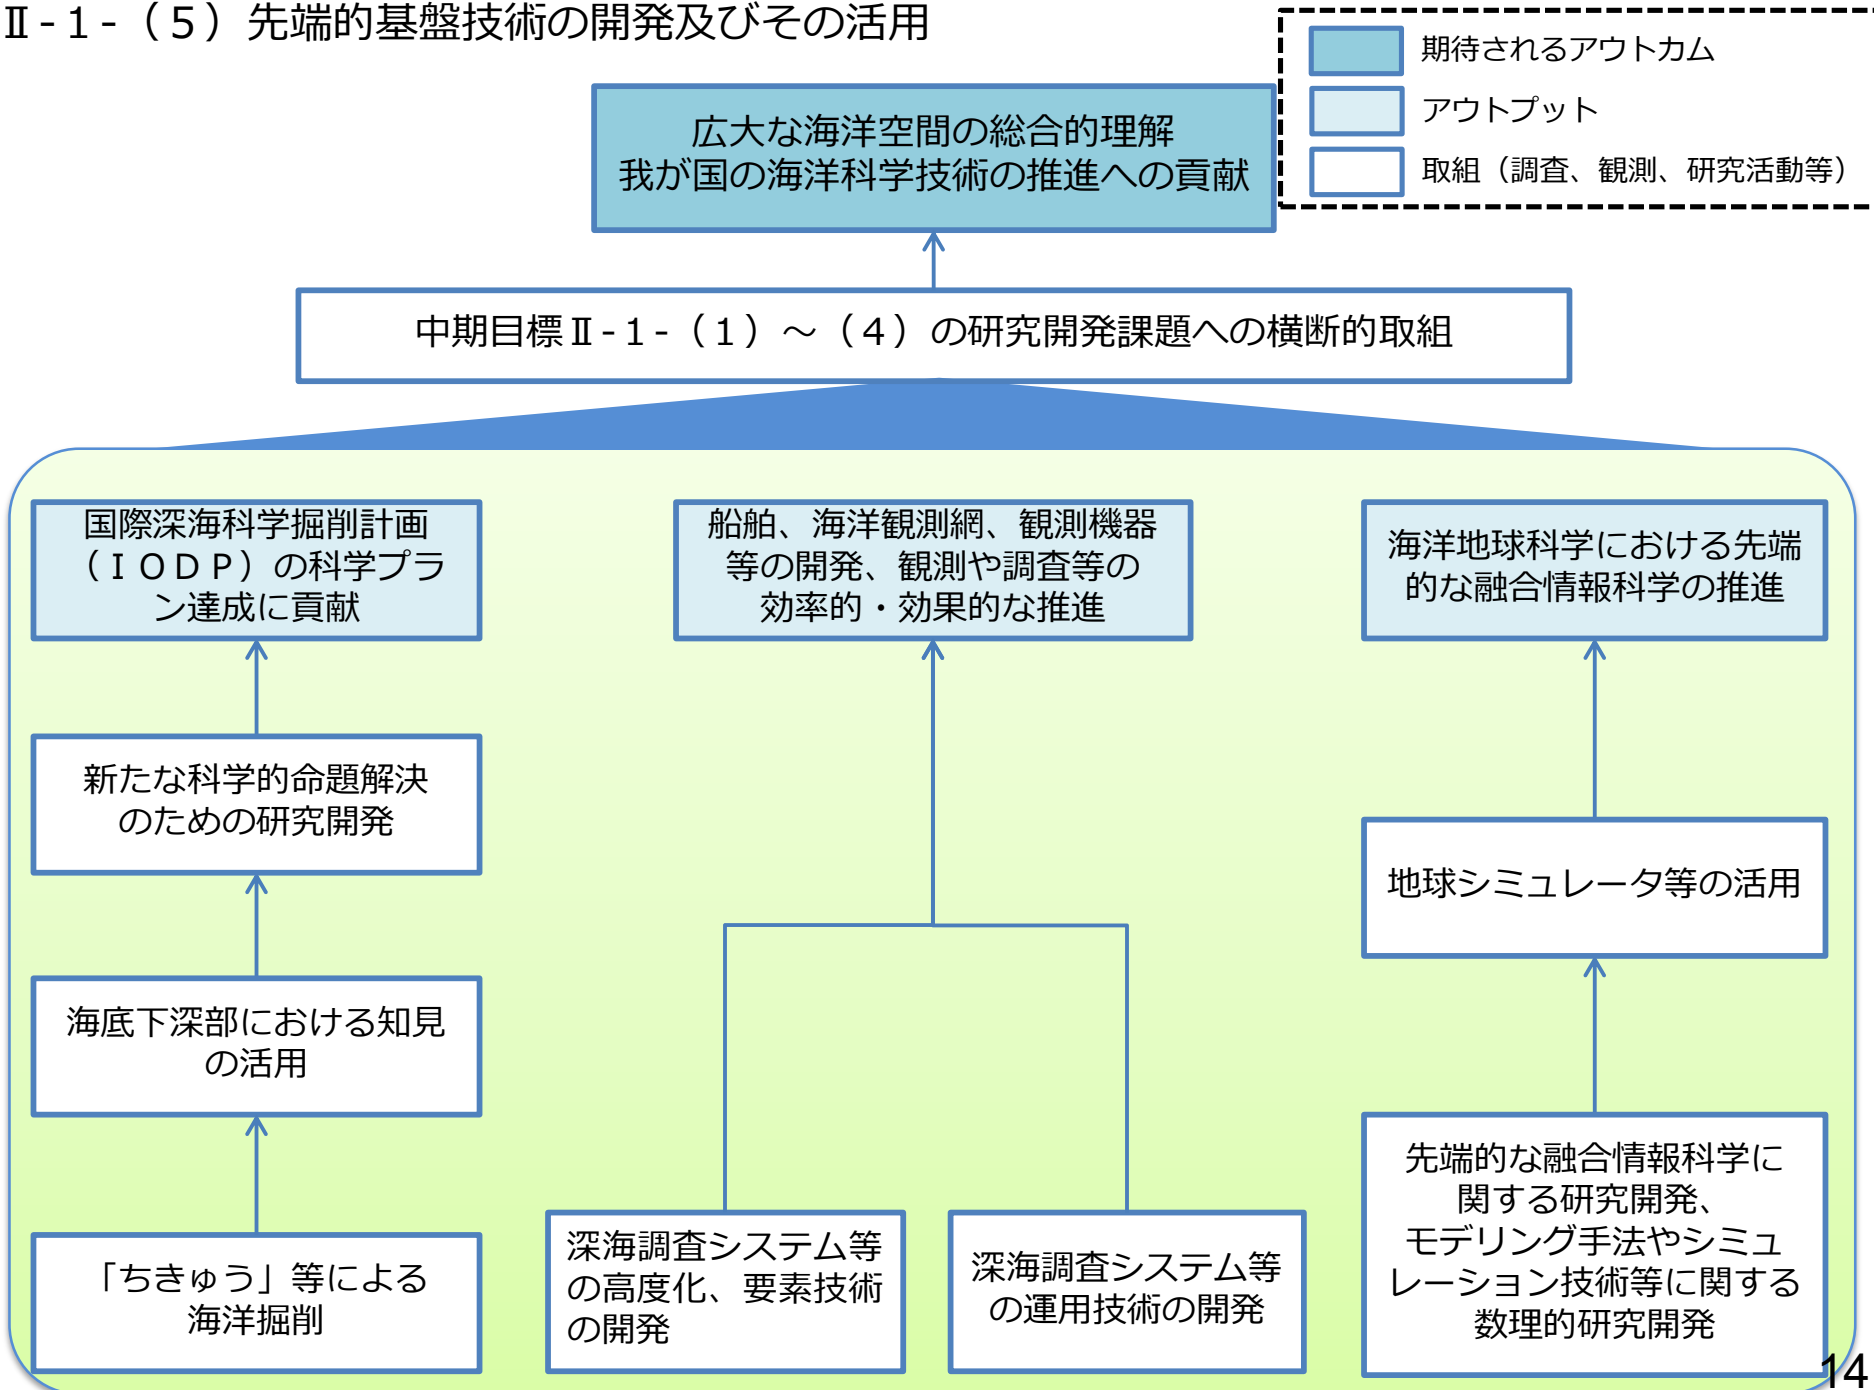 Ⅱ-１-（５）先端的基盤技術の開発及びその活用
期待されるアウトカム
アウトプット
取組（調査、観測、研究活動等）
広大な海洋空間の総合的理解
我が国の海洋科学技術の推進への貢献
中期目標Ⅱ-１-（１）～（４）の研究開発課題への横断的取組
国際深海科学掘削計画
（ＩＯＤＰ）の科学プラ
ン達成に貢献
船舶、海洋観測網、観測機器
等の開発、観測や調査等の
効率的・効果的な推進
海洋地球科学における先端
的な融合情報科学の推進
新たな科学的命題解決
のための研究開発
地球シミュレータ等の活用
海底下深部における知見
の活用
「ちきゅう」等による
海洋掘削
深海調査システム等
の高度化、要素技術
の開発
深海調査システム等
の運用技術の開発
先端的な融合情報科学に
関する研究開発、
モデリング手法やシミュ
レーション技術等に関する
数理的研究開発
14